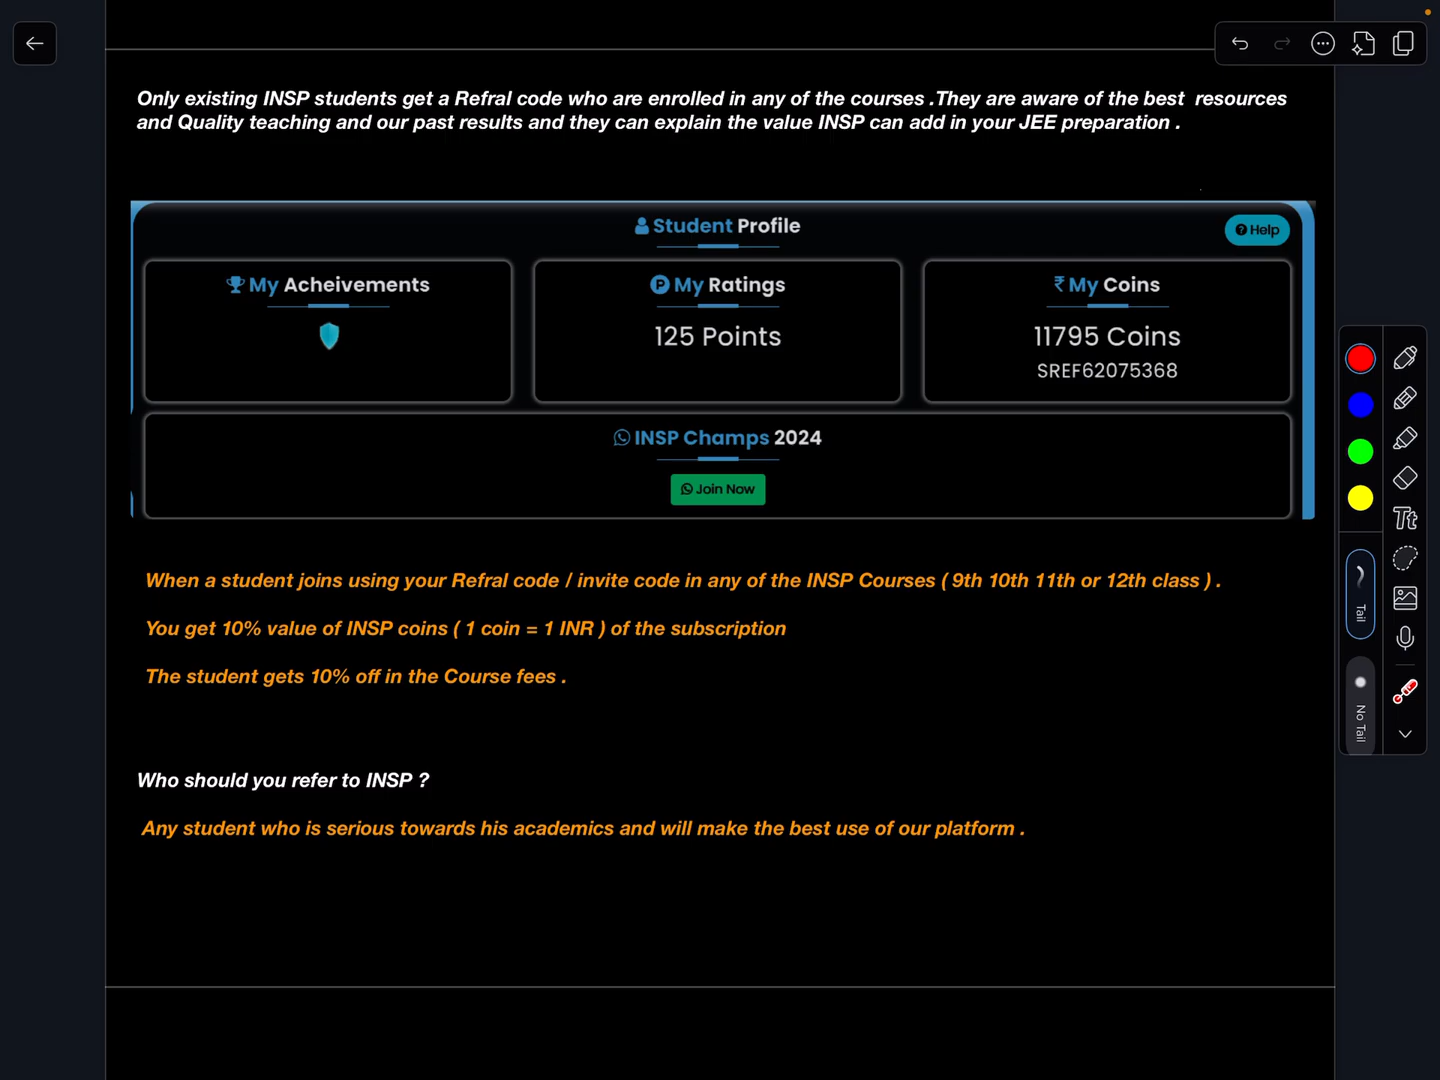 Only existing INSP students get a Refral code who are enrolled in any of the courses .They are aware of the best resources
and Quality teaching and our past results and they can explain the value INSP can add in your JEE preparation .
Student Profile
Help
My Acheivements
My Ratings
125 Points
My Coins
11795 Coins
SREF62075368
INSP Champs 2024
Join Now
When a student joins using your Refral code / invite code in any of the INSP Courses ( 9th 10th 11th or 12th class ) .
You get 10% value of INSP coins ( 1 coin = 1 INR ) of the subscription
The student gets 10% off in the Course fees .
Who should you refer to INSP ?
Any student who is serious towards his academics and will make the best use of our platform .
Tt
Tail
No Tail